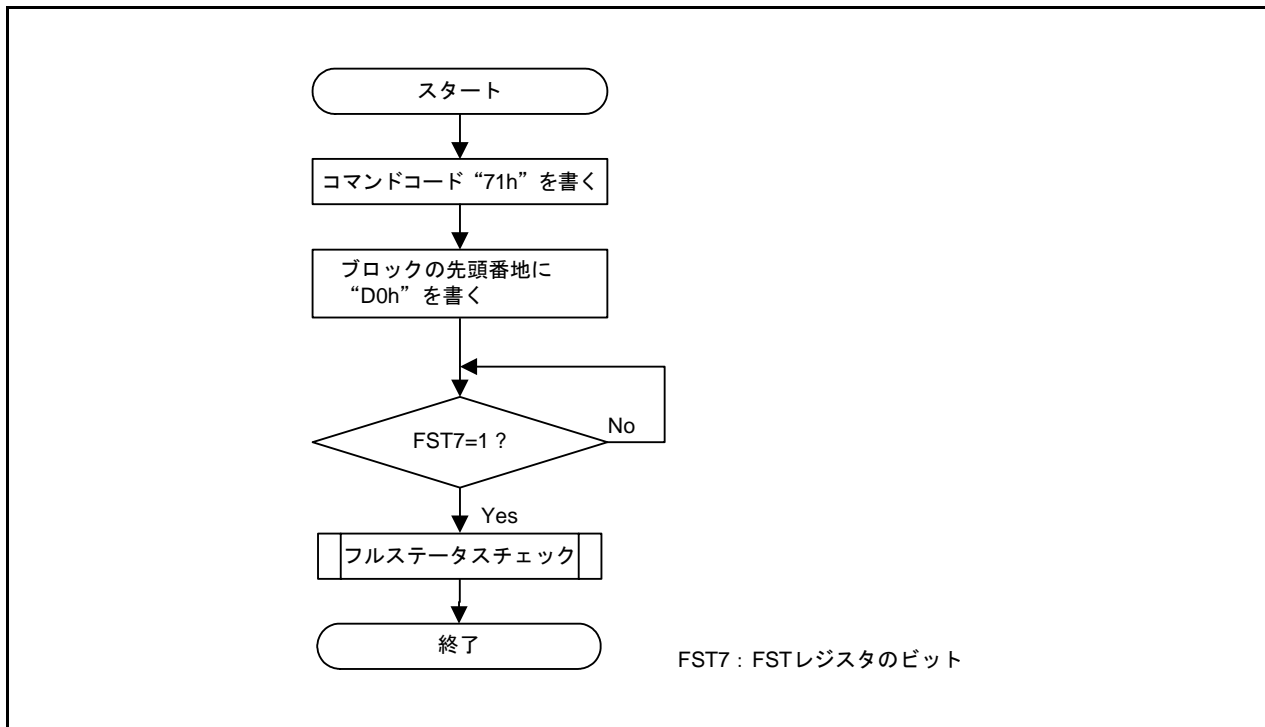 スタート
コマンドコード“71h”を書く
ブロックの先頭番地に
“D0h”を書く
FST7=1 ?
No
Yes
フルステータスチェック
終了
FST7 : FSTレジスタのビット